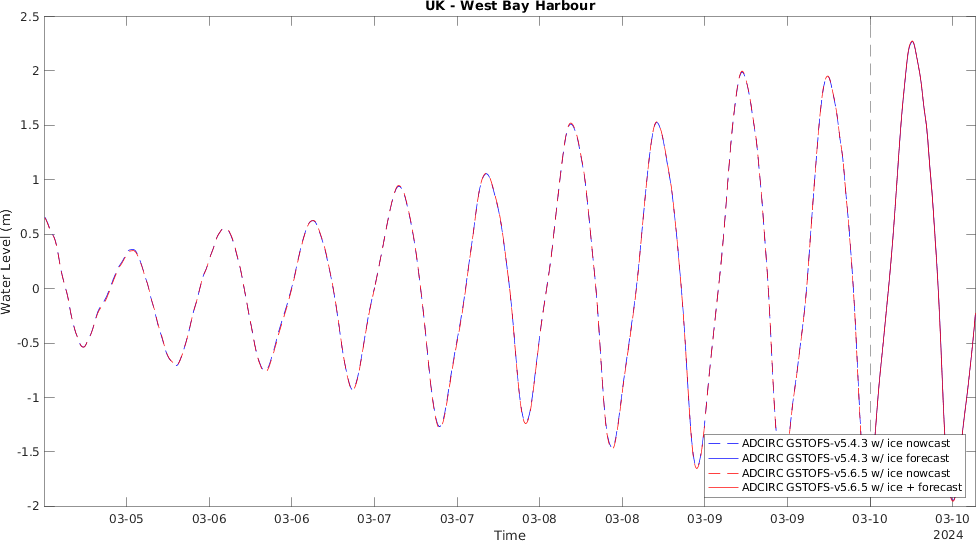 UK - West Bay Harbour
2.5
2
1.5
1
0.5
0
-0.5
-1
-1.5
-2
Water Level (m)
ADCIRC GSTOFS-v5.4.3 w/ ice nowcast
ADCIRC GSTOFS-v5.4.3 w/ ice forecast
ADCIRC GSTOFS-v5.6.5 w/ ice nowcast
ADCIRC GSTOFS-v5.6.5 w/ ice + forecast
03-05 03-06 03-06 03-07 03-07 03-08 03-08 03-09 03-09 03-10 03-10
Time 2024